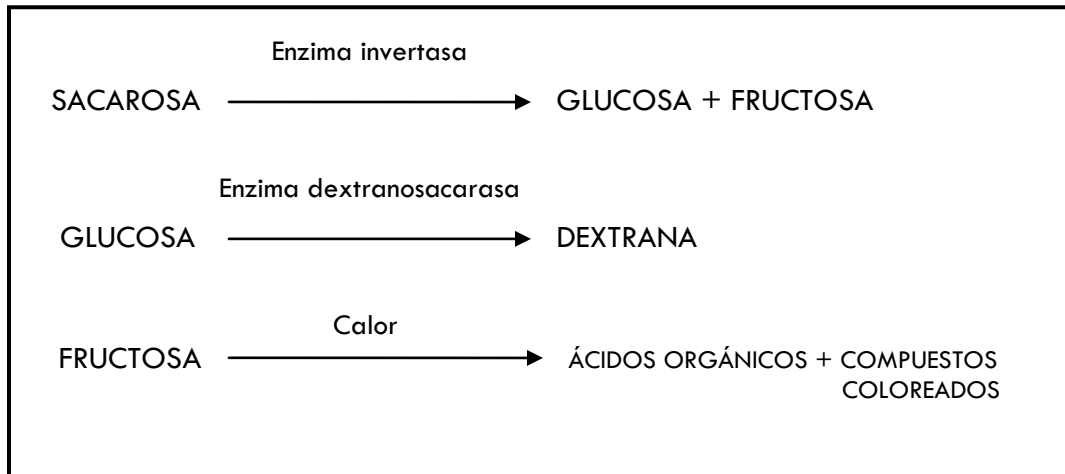 Enzima invertasa
SACAROSA GLUCOSA + FRUCTOSA
Enzima dextranosacarasa
GLUCOSA DEXTRANA
Calor
FRUCTOSA ÁCIDOS ORGÁNICOS + COMPUESTOS
COLOREADOS